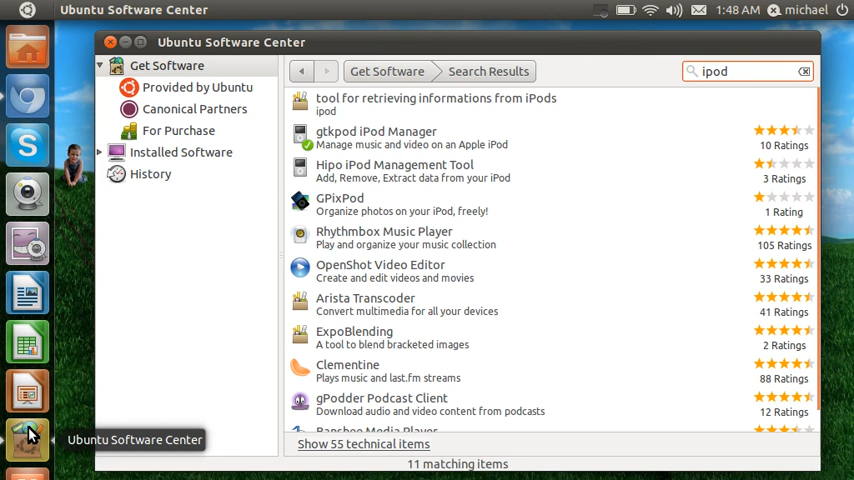 Ubuntu Software Center
1:48 AM
michael
Ubuntu Software Center
Get Software
Provided by Ubuntu
Canonical Partners
For Purchase
Installed Software
History
Get Software
Search Results
ipod
tool for retrieving informations from iPods
ipod
gtkpod iPod Manager
Manage music and video on an Apple iPod
10 Ratings
Hipo iPod Management Tool
Add, Remove, Extract data from your iPod
3 Ratings
GPixPod
Organize photos on your iPod, freely!
1 Rating
Rhythmbox Music Player
Play and organize your music collection
105 Ratings
OpenShot Video Editor
Create and edit videos and movies
33 Ratings
Arista Transcoder
Convert multimedia for all your devices
41 Ratings
ExpoBlending
A tool to blend bracketed images
2 Ratings
Clementine
Plays music and last.fm streams
88 Ratings
gPodder Podcast Client
Download audio and video content from podcasts
12 Ratings
Banshee Media Player
Show 55 technical items
11 matching items
Ubuntu Software Center